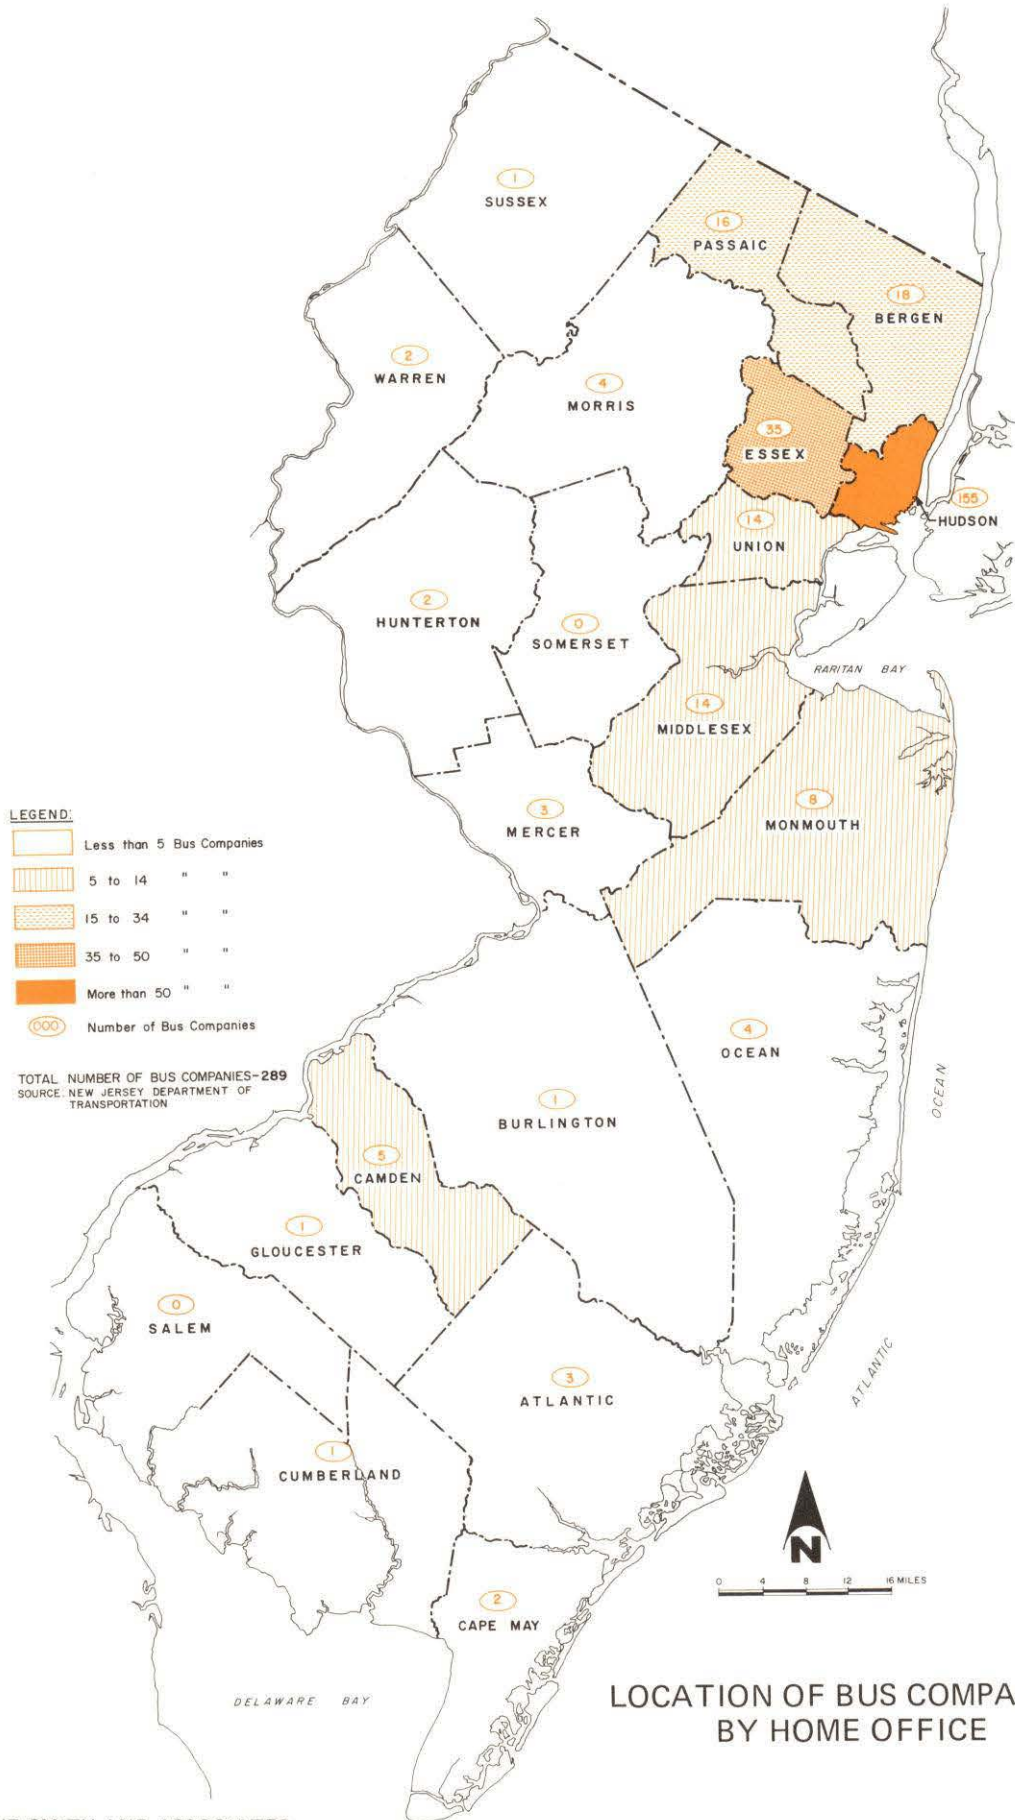 1
SUSSEX
16
PASSAIC
18
BERGEN
2
WARREN
4
MORRIS
35
ESSEX
155
HUDSON
14
UNION
2
HUNTERTON
0
SOMERSET
RARITAN BAY
14
MIDDLESEX
8
MONMOUTH
3
MERCER
LEGEND:
Less than 5 Bus Companies
5 to 14 " "
15 to 34 " "
35 to 50 " "
More than 50 " "
000 Number of Bus Companies
TOTAL NUMBER OF BUS COMPANIES-289
SOURCE: NEW JERSEY DEPARTMENT OF
TRANSPORTATION
4
OCEAN
1
BURLINGTON
OCEAN
5
CAMDEN
1
GLOUCESTER
0
SALEM
3
ATLANTIC
ATLANTIC
1
CUMBERLAND
N
0 4 8 12 16 MILES
2
CAPE MAY
DELAWARE BAY
LOCATION OF BUS COMPA
BY HOME OFFICE